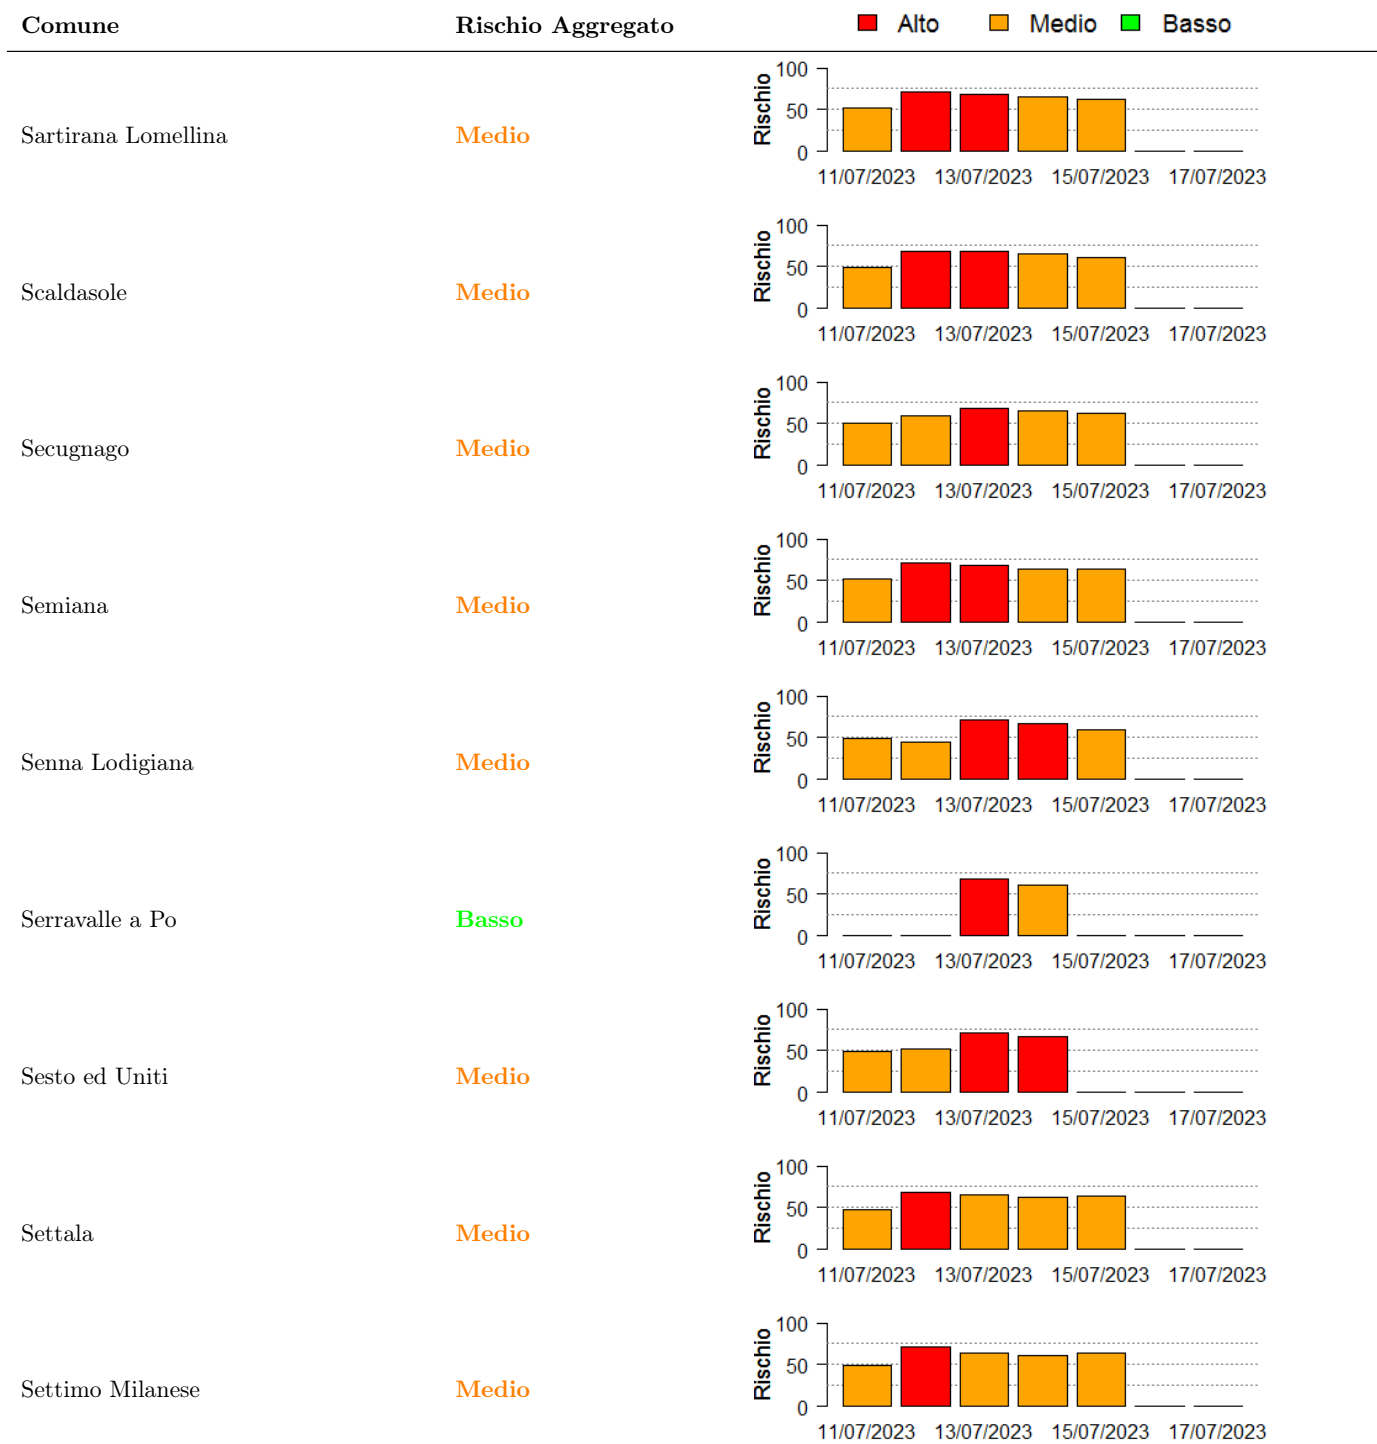 Comune Rischio Aggregato Alto Medio Basso
100
50
0
Rischio
Sartirana Lomellina Medio
11/07/2023 13/07/2023 15/07/2023 17/07/2023
100
50
0
Rischio
Scaldasole Medio
11/07/2023 13/07/2023 15/07/2023 17/07/2023
100
50
0
Rischio
Secugnago Medio
11/07/2023 13/07/2023 15/07/2023 17/07/2023
100
50
0
Rischio
Semiana Medio
11/07/2023 13/07/2023 15/07/2023 17/07/2023
100
50
0
Rischio
Senna Lodigiana Medio
11/07/2023 13/07/2023 15/07/2023 17/07/2023
100
50
0
Rischio
Serravalle a Po Basso
11/07/2023 13/07/2023 15/07/2023 17/07/2023
100
50
0
Rischio
Sesto ed Uniti Medio
11/07/2023 13/07/2023 15/07/2023 17/07/2023
100
50
0
Rischio
Settala Medio
11/07/2023 13/07/2023 15/07/2023 17/07/2023
100
50
0
Rischio
Settimo Milanese Medio
11/07/2023 13/07/2023 15/07/2023 17/07/2023